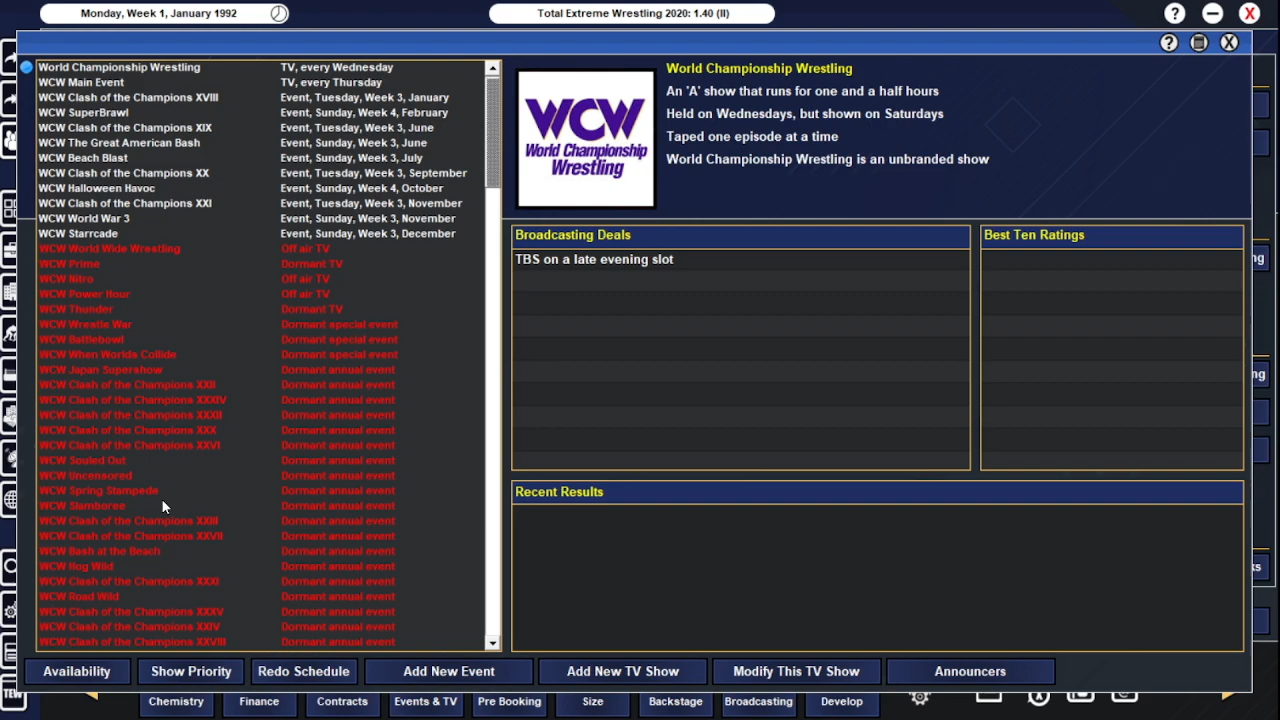 Monday, Week 1, January 1992
Total Extreme Wrestling 2020: 1.40 (II)
World Championship Wrestling TV, every Wednesday
WCW Main Event TV, every Thursday
WCW Clash of the Champions XVIII Event, Tuesday, Week 3, January
WCW SuperBrawl Event, Sunday, Week 4, February
WCW Clash of the Champions XIX Event, Tuesday, Week 3, June
WCW The Great American Bash Event, Sunday, Week 3, June
WCW Beach Blast Event, Sunday, Week 3, July
WCW Clash of the Champions XX Event, Tuesday, Week 3, September
WCW Halloween Havoc Event, Sunday, Week 4, October
WCW Clash of the Champions XXI Event, Tuesday, Week 3, November
WCW World War 3 Event, Sunday, Week 3, November
WCW Starrcade Event, Sunday, Week 3, December
WCW World Wide Wrestling Off air TV
WCW Prime Dormant TV
WCW Nitro Off air TV
WCW Power Hour Off air TV
WCW Thunder Dormant TV
WCW Wrestle War Dormant special event
WCW Battlebowl Dormant special event
WCW When Worlds Collide Dormant special event
WCW Japan Supershow Dormant annual event
WCW Clash of the Champions XXII Dormant annual event
WCW Clash of the Champions XXXIV Dormant annual event
WCW Clash of the Champions XXXII Dormant annual event
WCW Clash of the Champions XXX Dormant annual event
WCW Clash of the Champions XXVI Dormant annual event
WCW Souled Out Dormant annual event
WCW Uncensored Dormant annual event
WCW Spring Stampede Dormant annual event
WCW Slamboree Dormant annual event
WCW Clash of the Champions XXIII Dormant annual event
WCW Clash of the Champions XXVII Dormant annual event
WCW Bash at the Beach Dormant annual event
WCW Hog Wild Dormant annual event
WCW Clash of the Champions XXXI Dormant annual event
WCW Road Wild Dormant annual event
WCW Clash of the Champions XXXV Dormant annual event
WCW Clash of the Champions XXIV Dormant annual event
WCW Clash of the Champions XXVIII Dormant annual event
WCW
World Championship
Wrestling
World Championship Wrestling
An 'A' show that runs for one and a half hours
Held on Wednesdays, but shown on Saturdays
Taped one episode at a time
World Championship Wrestling is an unbranded show
Broadcasting Deals
TBS on a late evening slot
Best Ten Ratings
Recent Results
Availability
Show Priority
Redo Schedule
Add New Event
Add New TV Show
Modify This TV Show
Announcers
TEW
Chemistry
Finance
Contracts
Events & TV
Pre Booking
Size
Backstage
Broadcasting
Develop